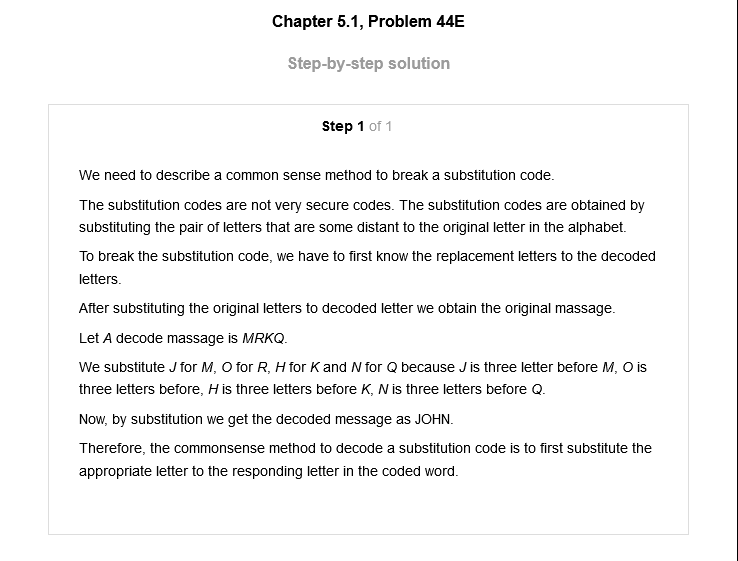 Chapter 5.1, Problem 44E
Step-by-step solution
Step 1 of 1
We need to describe a common sense method to break a substitution code.
The substitution codes are not very secure codes. The substitution codes are obtained by
substituting the pair of letters that are some distant to the original letter in the alphabet.
To break the substitution code, we have to first know the replacement letters to the decoded
letters.
After substituting the original letters to decoded letter we obtain the original massage.
Let A decode massage is MRKQ.
We substitute J for M, O for R, H for K and N for Q because J is three letter before M, O is
three letters before, H is three letters before K, N is three letters before Q.
Now, by substitution we get the decoded message as JOHN.
Therefore, the commonsense method to decode a substitution code is to first substitute the
appropriate letter to the responding letter in the coded word.